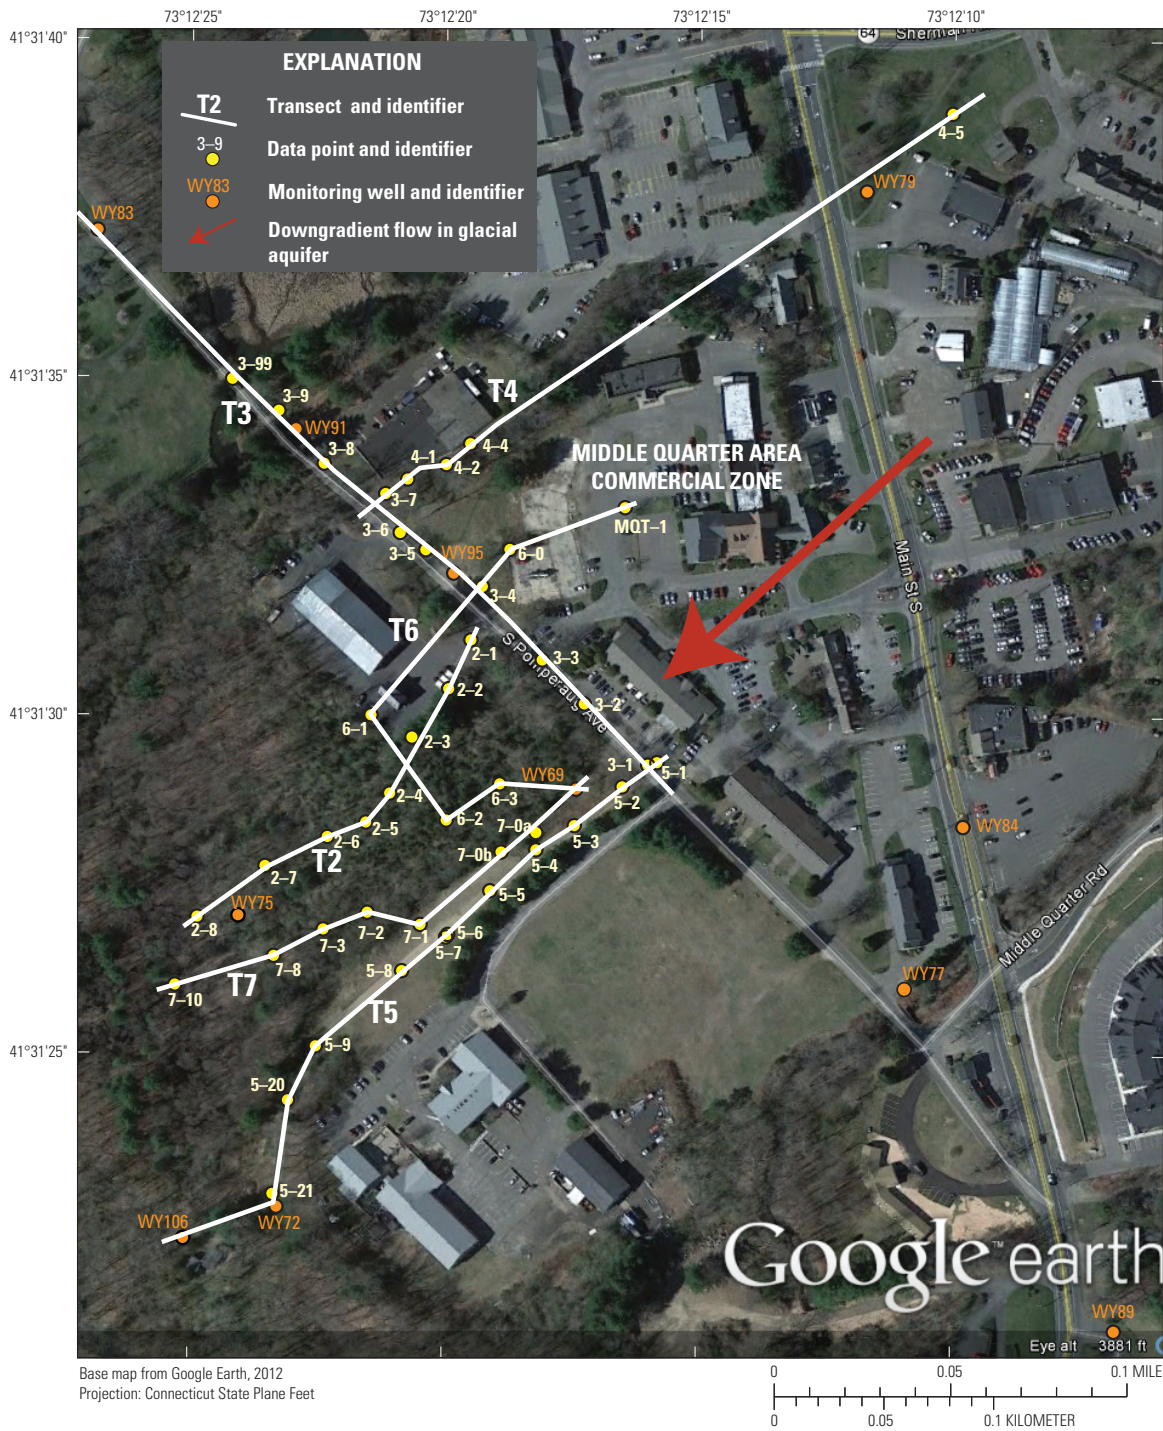 73°12'25"
73°12'20"
73°12'15"
73°12'10"
41°31'40"
64
EXPLANATION
T2
Transect and identifier
3–9
Data point and identifier
WY83
Monitoring well and identifier
Downgradient flow in glacial
aquifer
4–5
WY79
WY83
3–99
41°31'35"
3–9
T4
T3
WY91
4–4
4–1
3–8
4–2
MIDDLE QUARTER AREA
COMMERCIAL ZONE
3–7
MQT–1
3–6
3–5
WY95
6–0
Main St S
3–4
T6
S Pomperaug Ave
2–1
3–3
2–2
3–2
41°31'30"
6–1
2–3
3–1
5–1
WY69
6–3
5–2
2–4
6–2
7–0a
2–5
5–3
WY84
2–6
7–0b
5–4
T2
2–7
5–5
Middle Quarter Rd
WY75
2–8
7–2
7–1
5–6
7–3
5–7
7–8
5–8
WY77
T7
7–10
T5
41°31'25"
5–9
5–20
5–21
WY106
WY72
Google™ earth
WY89
Eye alt 3881 ft
Base map from Google Earth, 2012
Projection: Connecticut State Plane Feet
0
0.05
0.1 MILE
0
0.05
0.1 KILOMETER